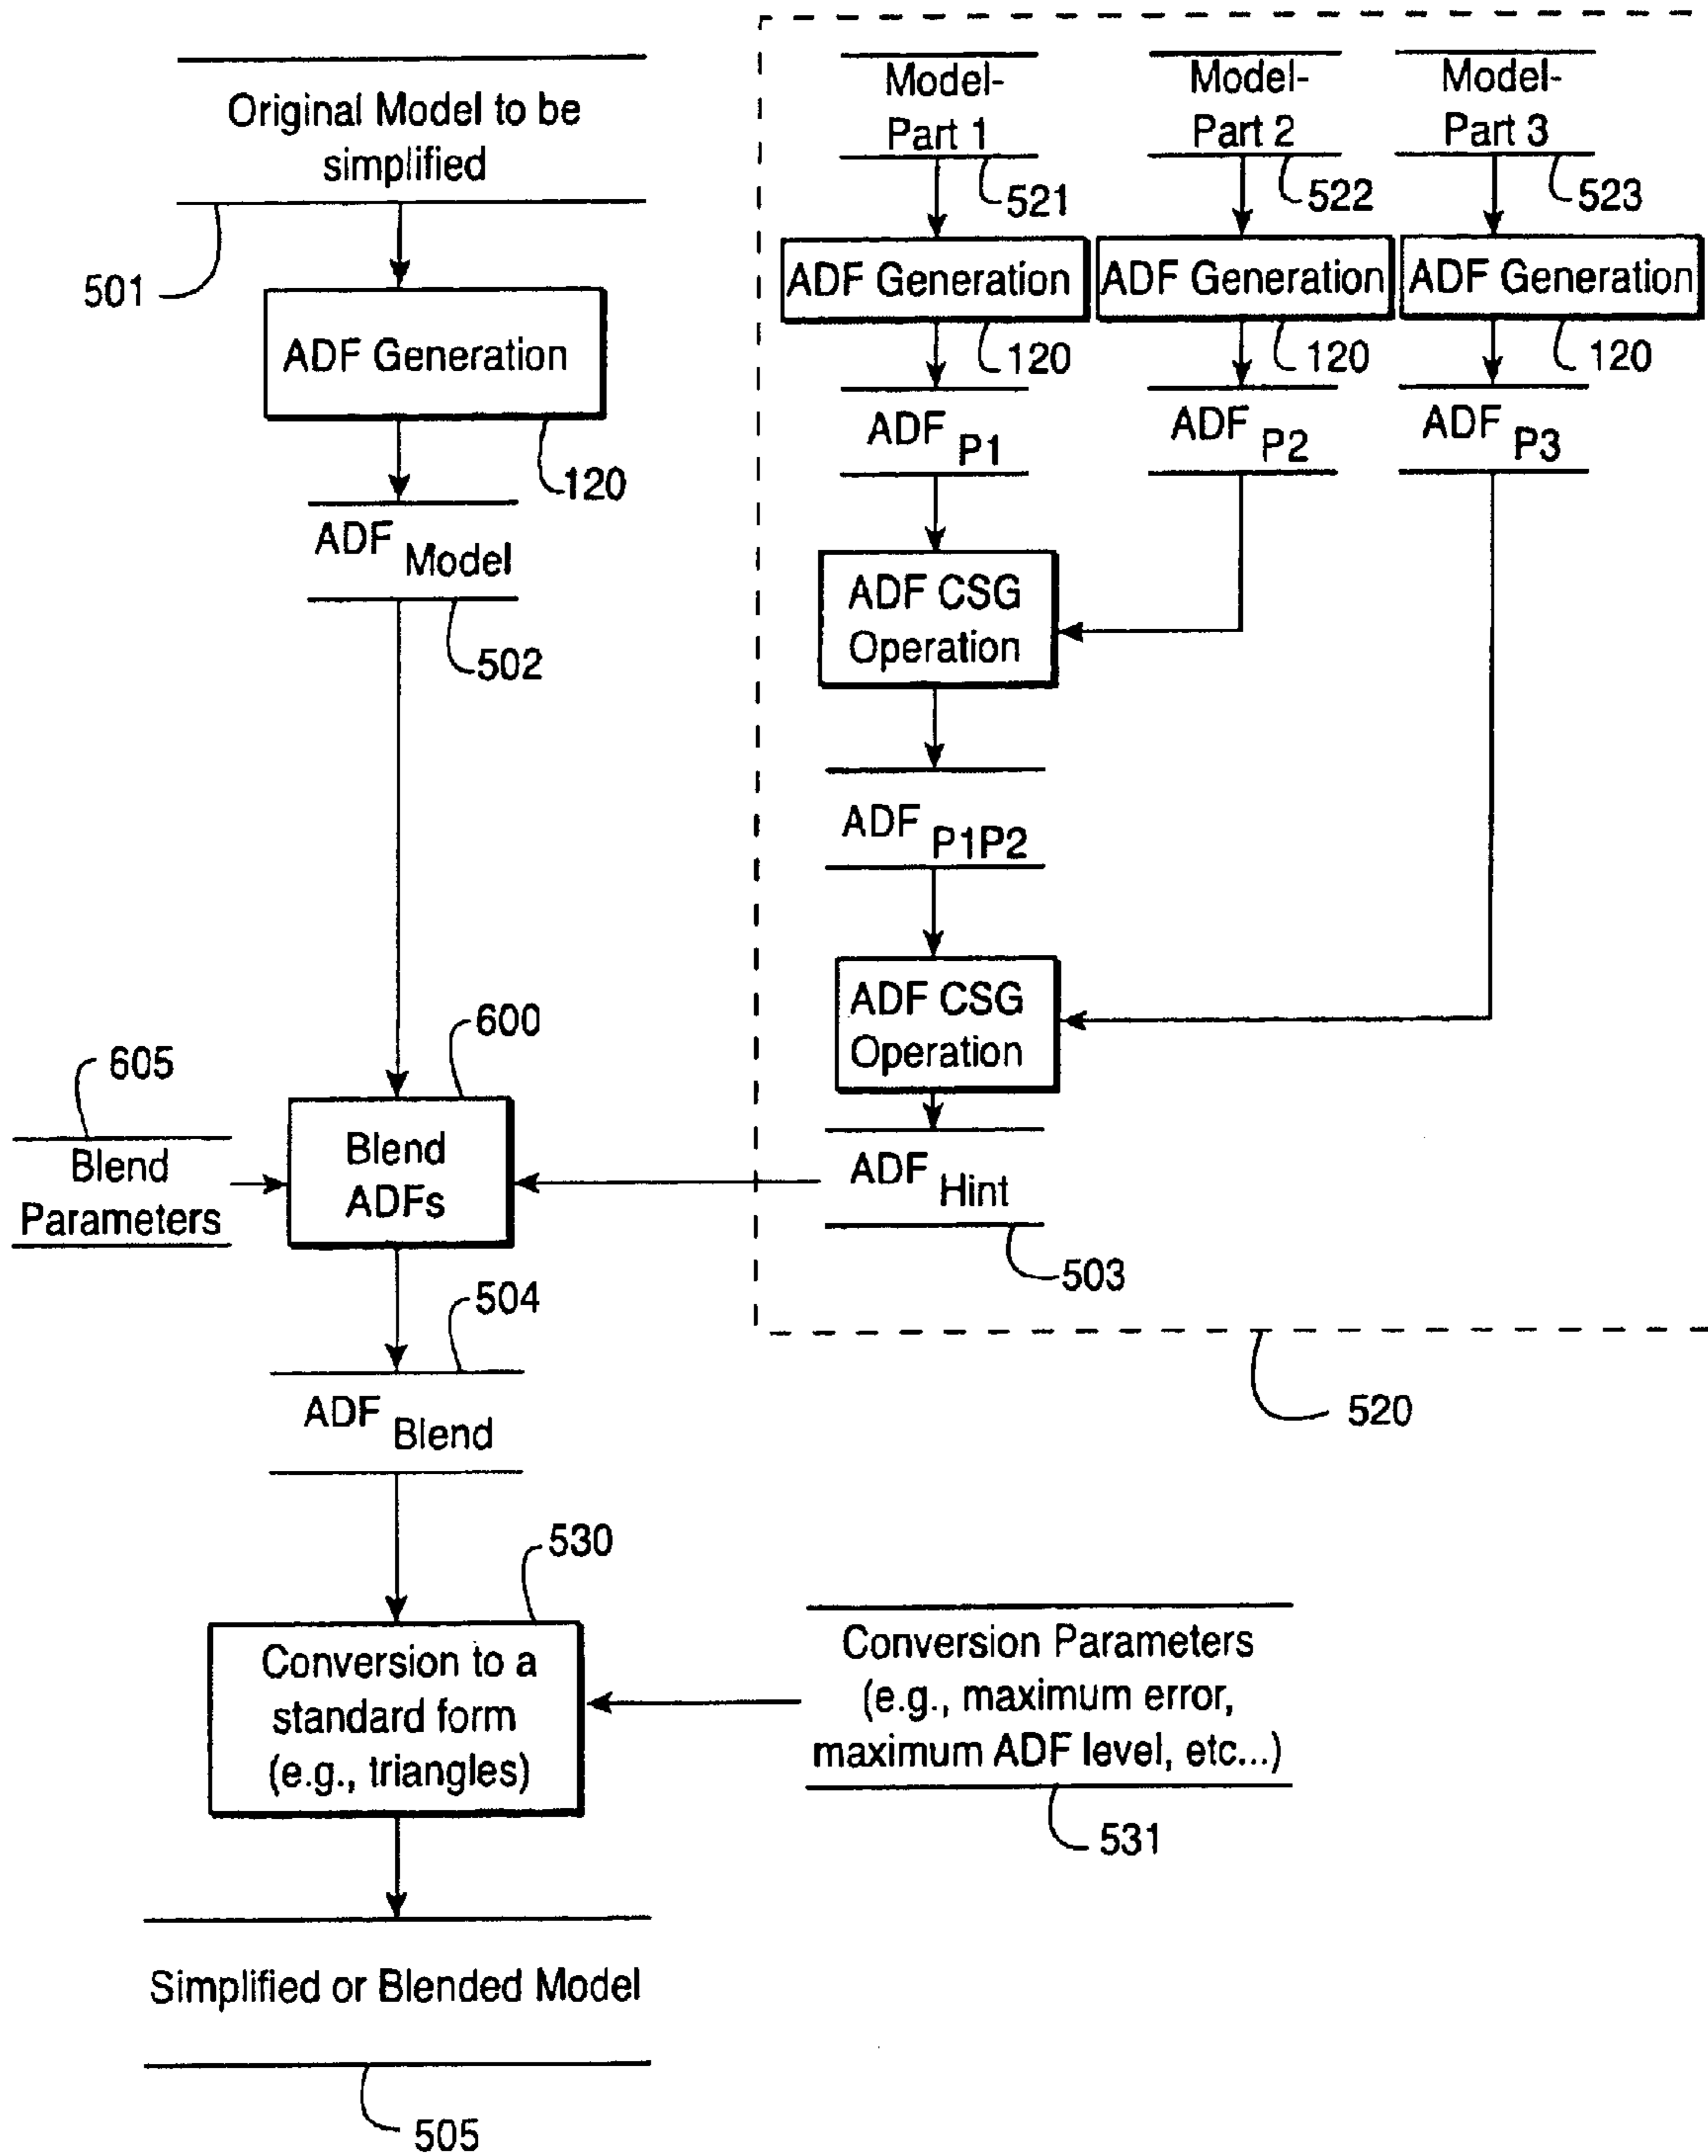 Original Model to be
simplified
501
ADF Generation
120
ADF Model
502
600
605
Blend
Parameters
Blend
ADFs
504
ADF Blend
530
Conversion to a
standard form
(e.g., triangles)
Conversion Parameters
(e.g., maximum error,
maximum ADF level, etc...)
531
Simplified or Blended Model
505
Model-
Part 1
521
Model-
Part 2
522
Model-
Part 3
523
ADF Generation
120
ADF Generation
120
ADF Generation
120
ADF P1
ADF P2
ADF P3
ADF CSG
Operation
ADF P1P2
ADF CSG
Operation
ADF Hint
503
520